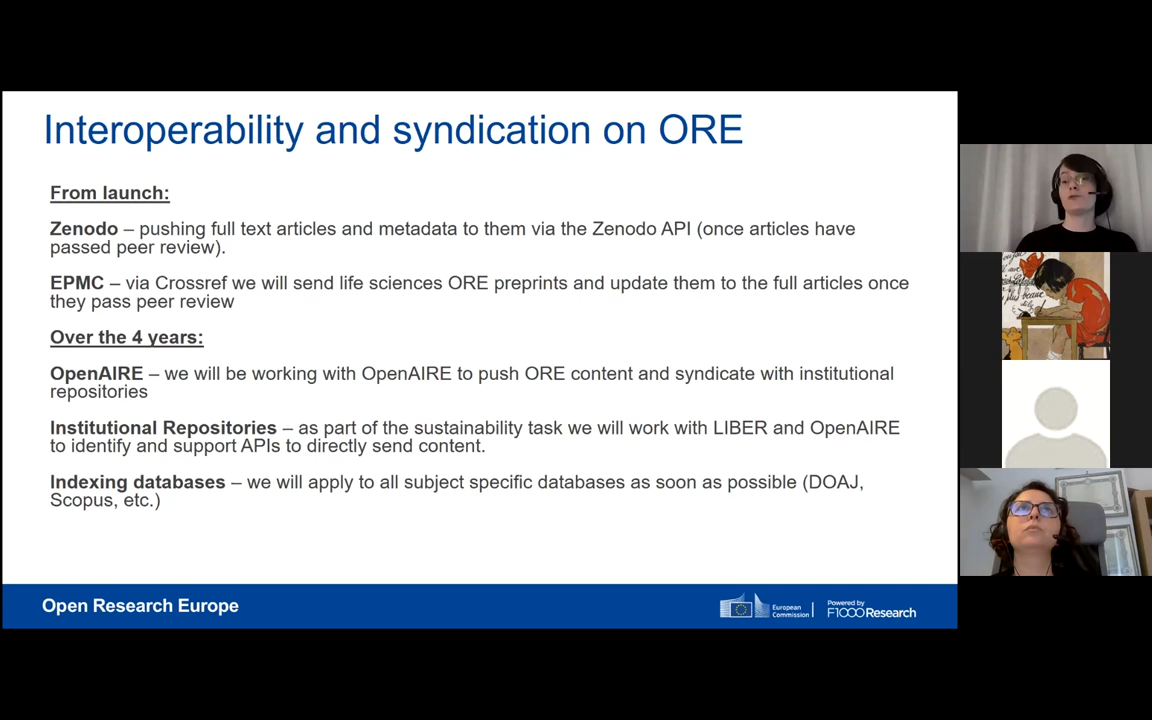 Interoperability and syndication on ORE
From launch:
Zenodo – pushing full text articles and metadata to them via the Zenodo API (once articles have
passed peer review).
EPMC – via Crossref we will send life sciences ORE preprints and update them to the full articles once
they pass peer review
Over the 4 years:
OpenAIRE – we will be working with OpenAIRE to push ORE content and syndicate with institutional
repositories
Institutional Repositories – as part of the sustainability task we will work with LIBER and OpenAIRE
to identify and support APIs to directly send content.
Indexing databases – we will apply to all subject specific databases as soon as possible (DOAJ,
Scopus, etc.)
Open Research Europe
European
Commission
Powered by
F1000Research